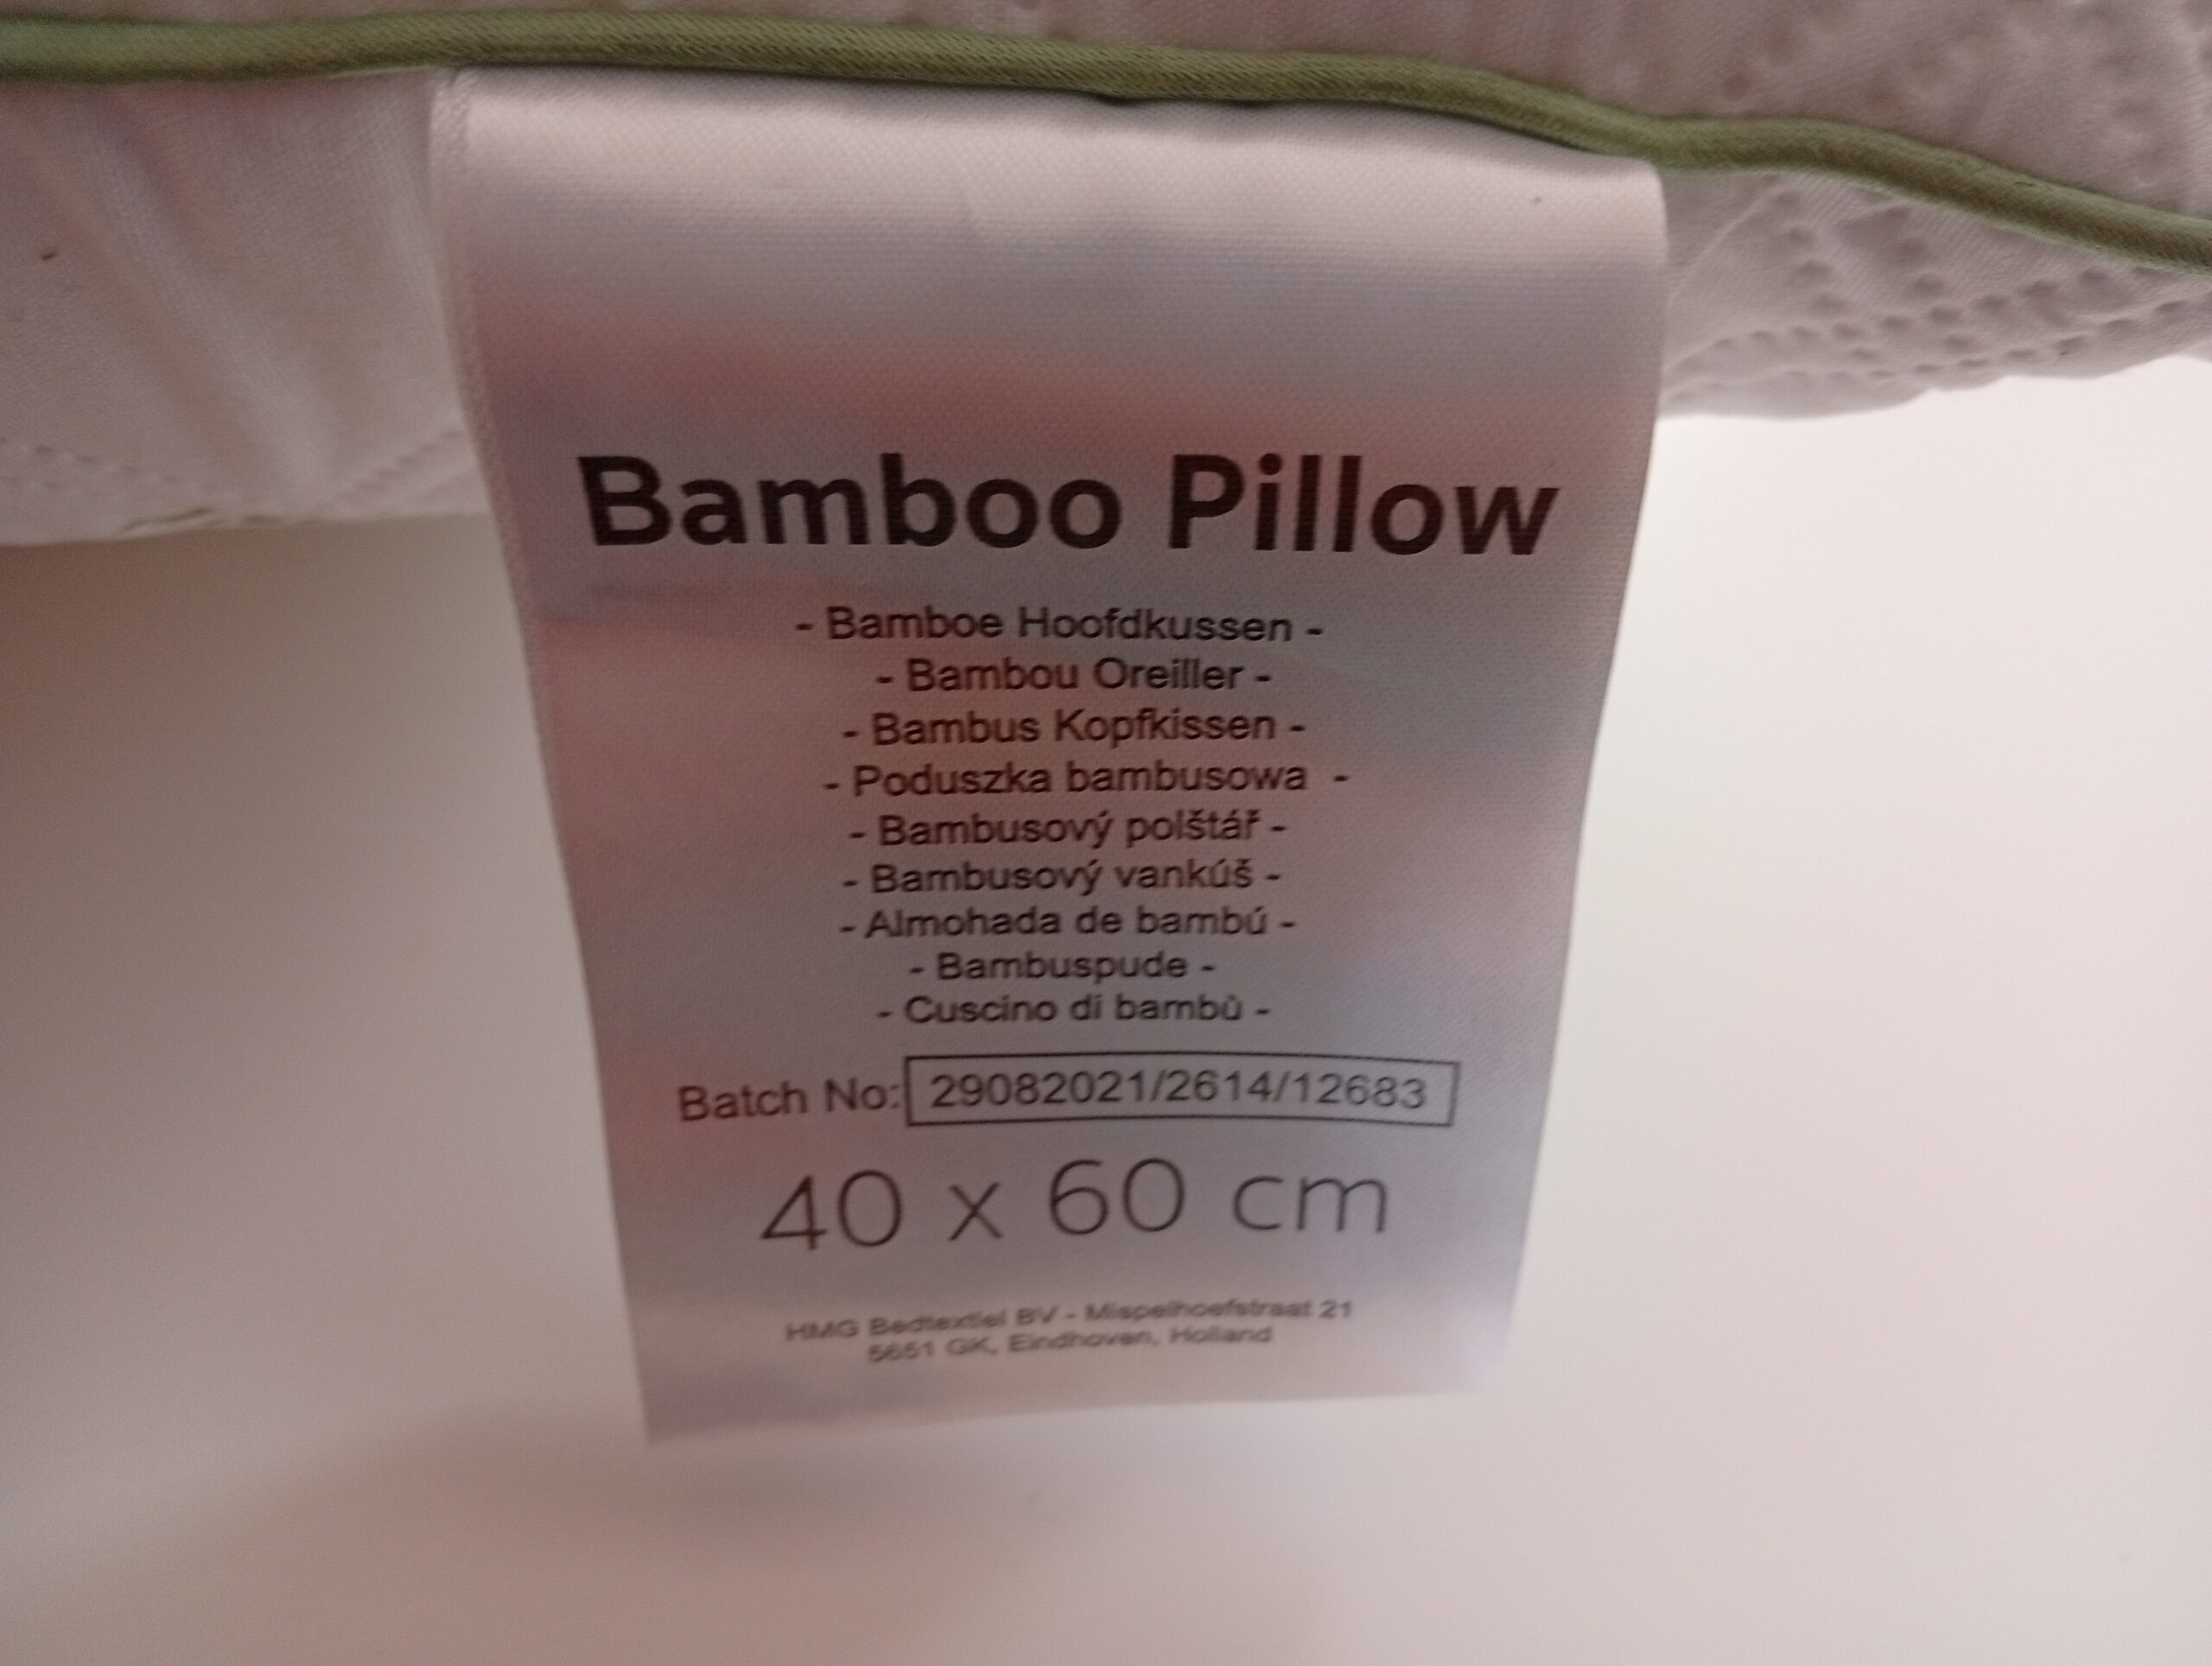 Bamboo Pillow
- Bamboe Hoofdkussen -
- Bambou Oreiller -
- Bambus Kopfkissen -
- Poduszka bambusowa -
- Bambusový polštář -
- Bambusový vankúš -
- Almohada de bambú -
- Bambuspude -
- Cuscino di bambù -
Batch No: 29082021/2614/12683
40 x 60 cm
HMG Bedtextiel BV - Mispelhoefstraat 21
5651 GK, Eindhoven, Holland